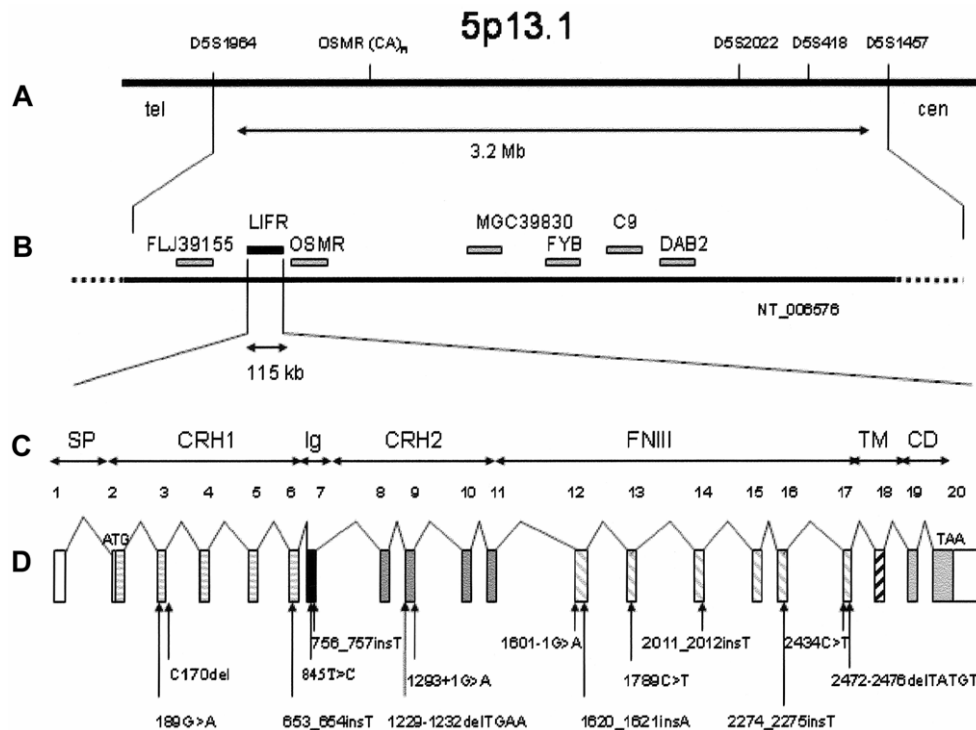 5p13.1
D5S1964 OSMR (CA)n D5S2022 D5S418 D5S1457
A
tel cen
3.2 Mb
LIFR MGC39830 C9
B FLJ39155 OSMR FYB DAB2
NT_006576
115 kb
C SP CRH1 Ig CRH2 FNIII TM CD
1 2 3 4 5 6 7 8 9 10 11 12 13 14 15 16 17 18 19 20
ATG TAA
D
756_757insT 1601-1G>A 2011_2012insT 2434C>T
C170del 845T>C 1293+1G>A 1789C>T 2472-2476delTATGT
189G>A 653_654insT 1229-1232delTGAA 1620_1621insA 2274_2275insT